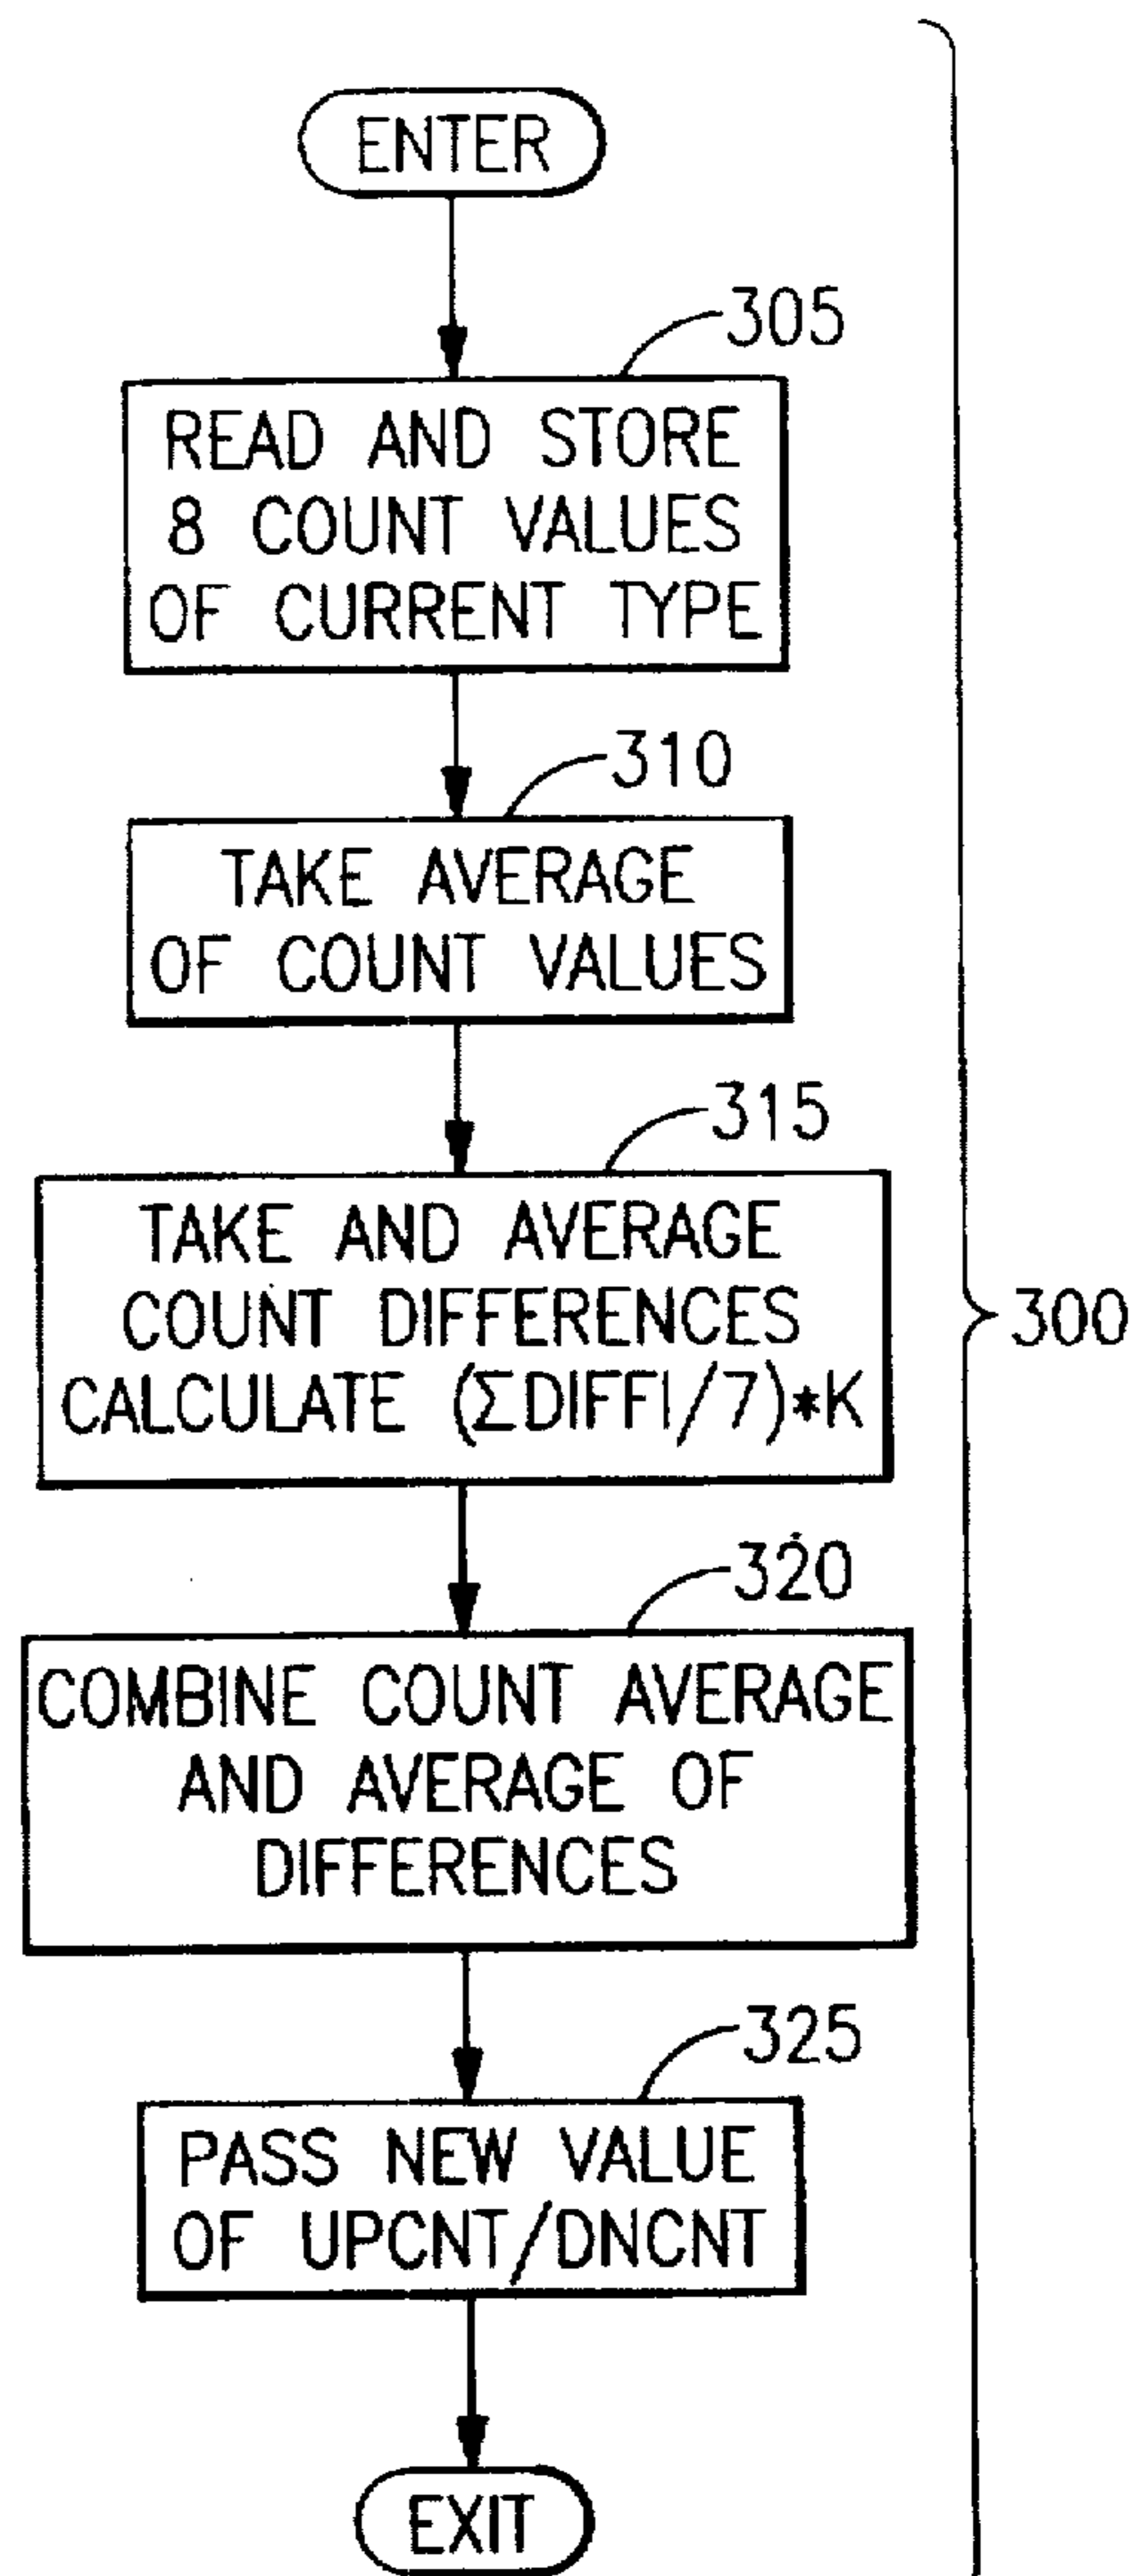 ENTER
305
READ AND STORE
8 COUNT VALUES
OF CURRENT TYPE
310
TAKE AVERAGE
OF COUNT VALUES
315
TAKE AND AVERAGE
COUNT DIFFERENCES
CALCULATE (ΣDIFFI/7)*K
300
320
COMBINE COUNT AVERAGE
AND AVERAGE OF
DIFFERENCES
325
PASS NEW VALUE
OF UPCNT/DNCNT
EXIT